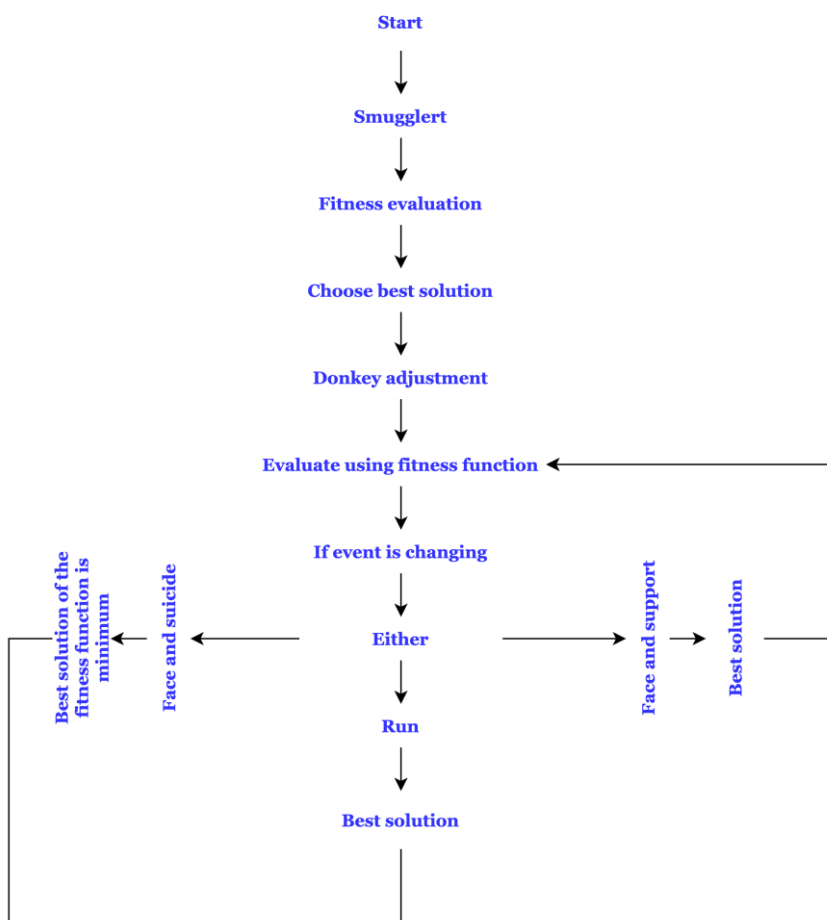 Start
Smugglert
Fitness evaluation
Choose best solution
Donkey adjustment
Evaluate using fitness function
If event is changing
Best solution of the
fitness function is
minimum
Face and suicide
Either
Face and support
Best solution
Run
Best solution